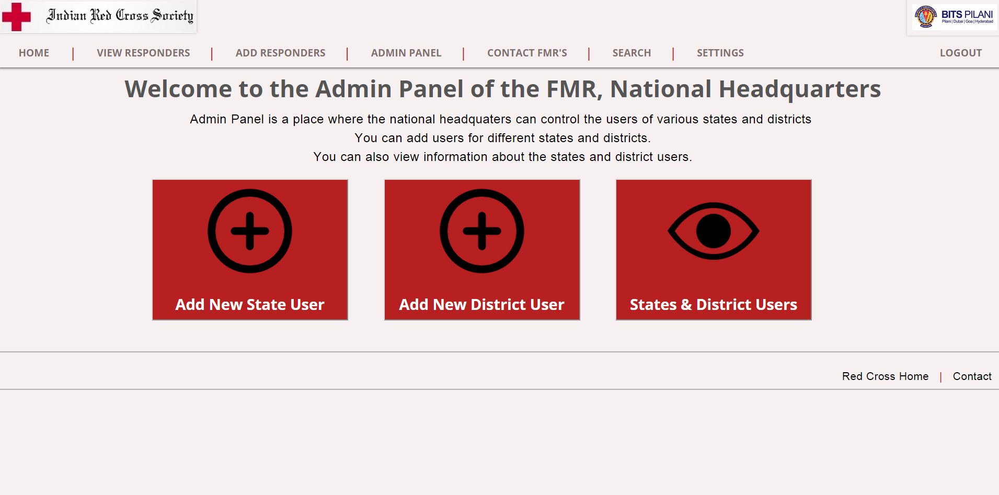 Indian Red Cross Society
BITS PILANI
Pilani | Dubai | Goa | Hyderabad
HOME | VIEW RESPONDERS | ADD RESPONDERS | ADMIN PANEL | CONTACT FMR'S | SEARCH | SETTINGS LOGOUT
Welcome to the Admin Panel of the FMR, National Headquarters
Admin Panel is a place where the national headquaters can control the users of various states and districts
You can add users for different states and districts.
You can also view information about the states and district users.
Add New State User
Add New District User
States & District Users
Red Cross Home | Contact